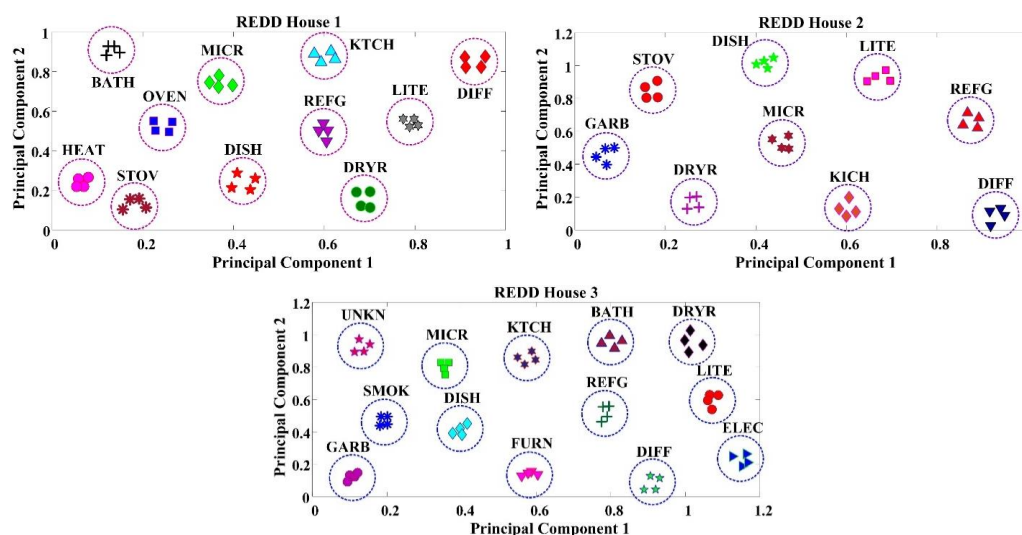 REDD House 1
Principal Component 2
1
0.8
0.6
0.4
0.2
0
BATH
MICR
KTCH
DIFF
OVEN
REFG
LITE
HEAT
STOV
DISH
DRYR
0 0.2 0.4 0.6 0.8 1
Principal Component 1
REDD House 2
Principal Component 2
1.2
1
0.8
0.6
0.4
0.2
0
STOV
DISH
LITE
REFG
GARB
MICR
DRYR
KICH
DIFF
0 0.2 0.4 0.6 0.8
Principal Component 1
REDD House 3
Principal Component 2
1.2
1
0.8
0.6
0.4
0.2
0
UNKN
MICR
KTCH
BATH
DRYR
SMOK
DISH
REFG
LITE
GARB
FURN
DIFF
ELEC
0 0.2 0.4 0.6 0.8 1 1.2
Principal Component 1